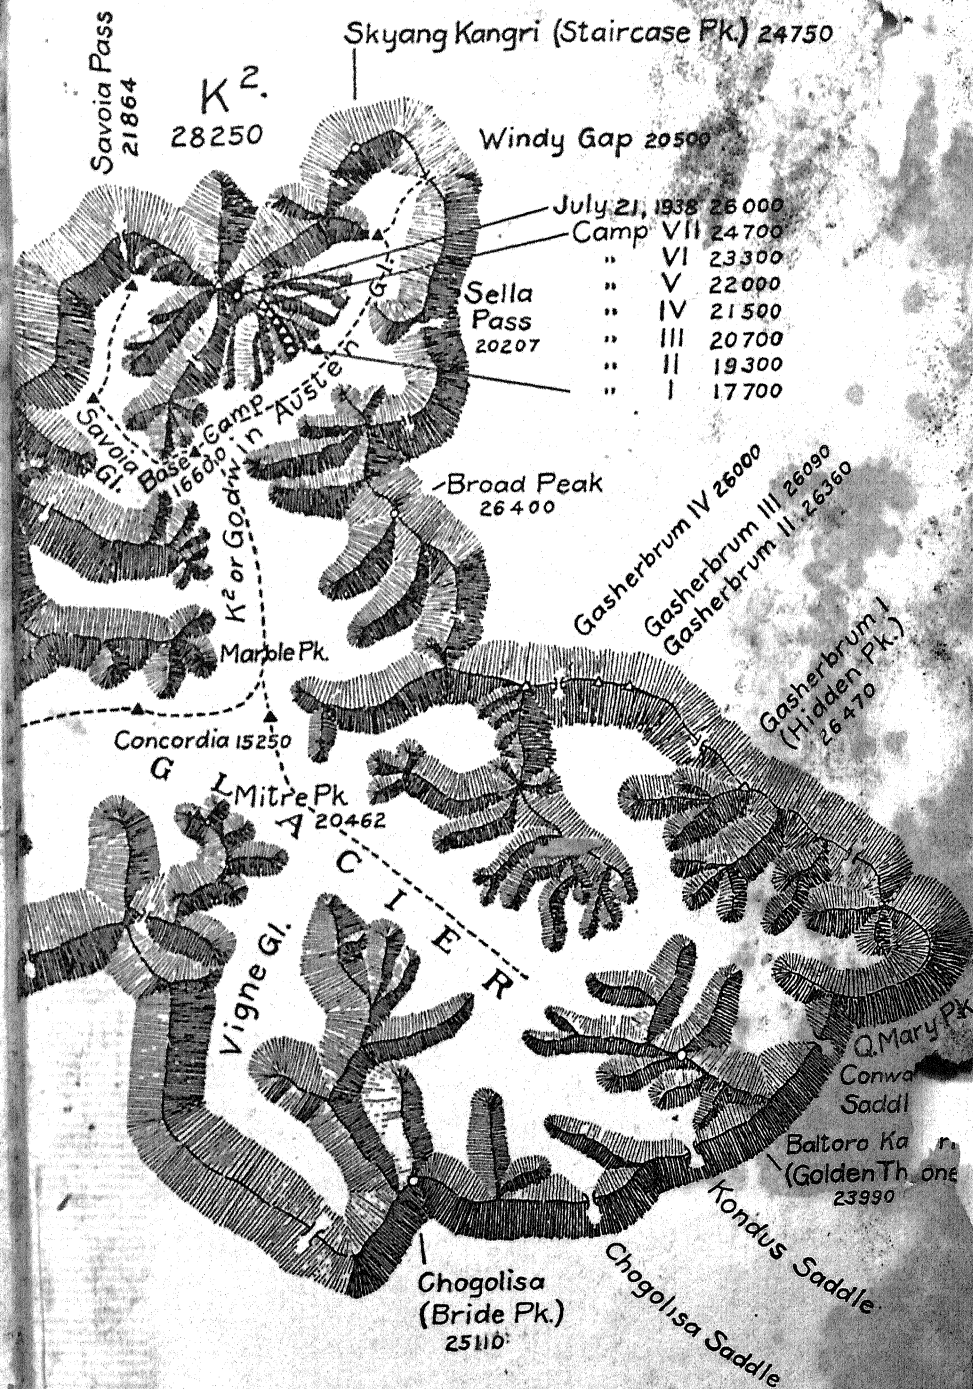 Skyang Kangri (Staircase Pk.) 24750
Savoia Pass
21864
K2.
28250
Windy Gap 20500
July 21, 1938 26000
Camp VII 24700
" VI 23300
" V 22000
" IV 21500
" III 20700
" II 19300
" I 17700
Sella
Pass
20207
Savoia
Gl.
Base Camp
16600
K2 or Godwin Austen
Gl.
Broad Peak
26400
Gasherbrum IV 26000
Gasherbrum III 26090
Gasherbrum II 26360
Gasherbrum I
(Hidden Pk.)
26470
Marble Pk.
Concordia 15250
GLACIER
Mitre Pk
20462
Vigne Gl.
Q. Mary Pk
Conwa
Saddl
Baltoro Ka r.
(Golden Th one
23990
Kondus Saddle
Chogolisa Saddle
Chogolisa
(Bride Pk.)
25110